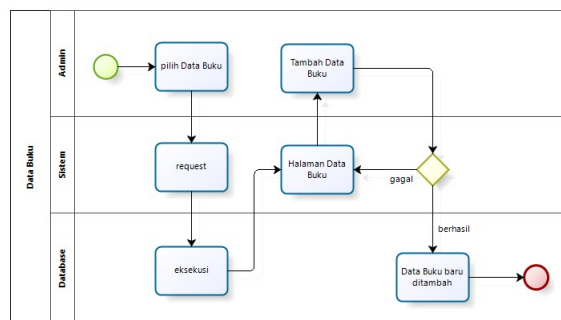 Data Buku
Admin
pilih Data Buku
Tambah Data
Buku
Sistem
request
Halaman Data
Buku
gagal
berhasil
Database
eksekusi
Data Buku baru
ditambah